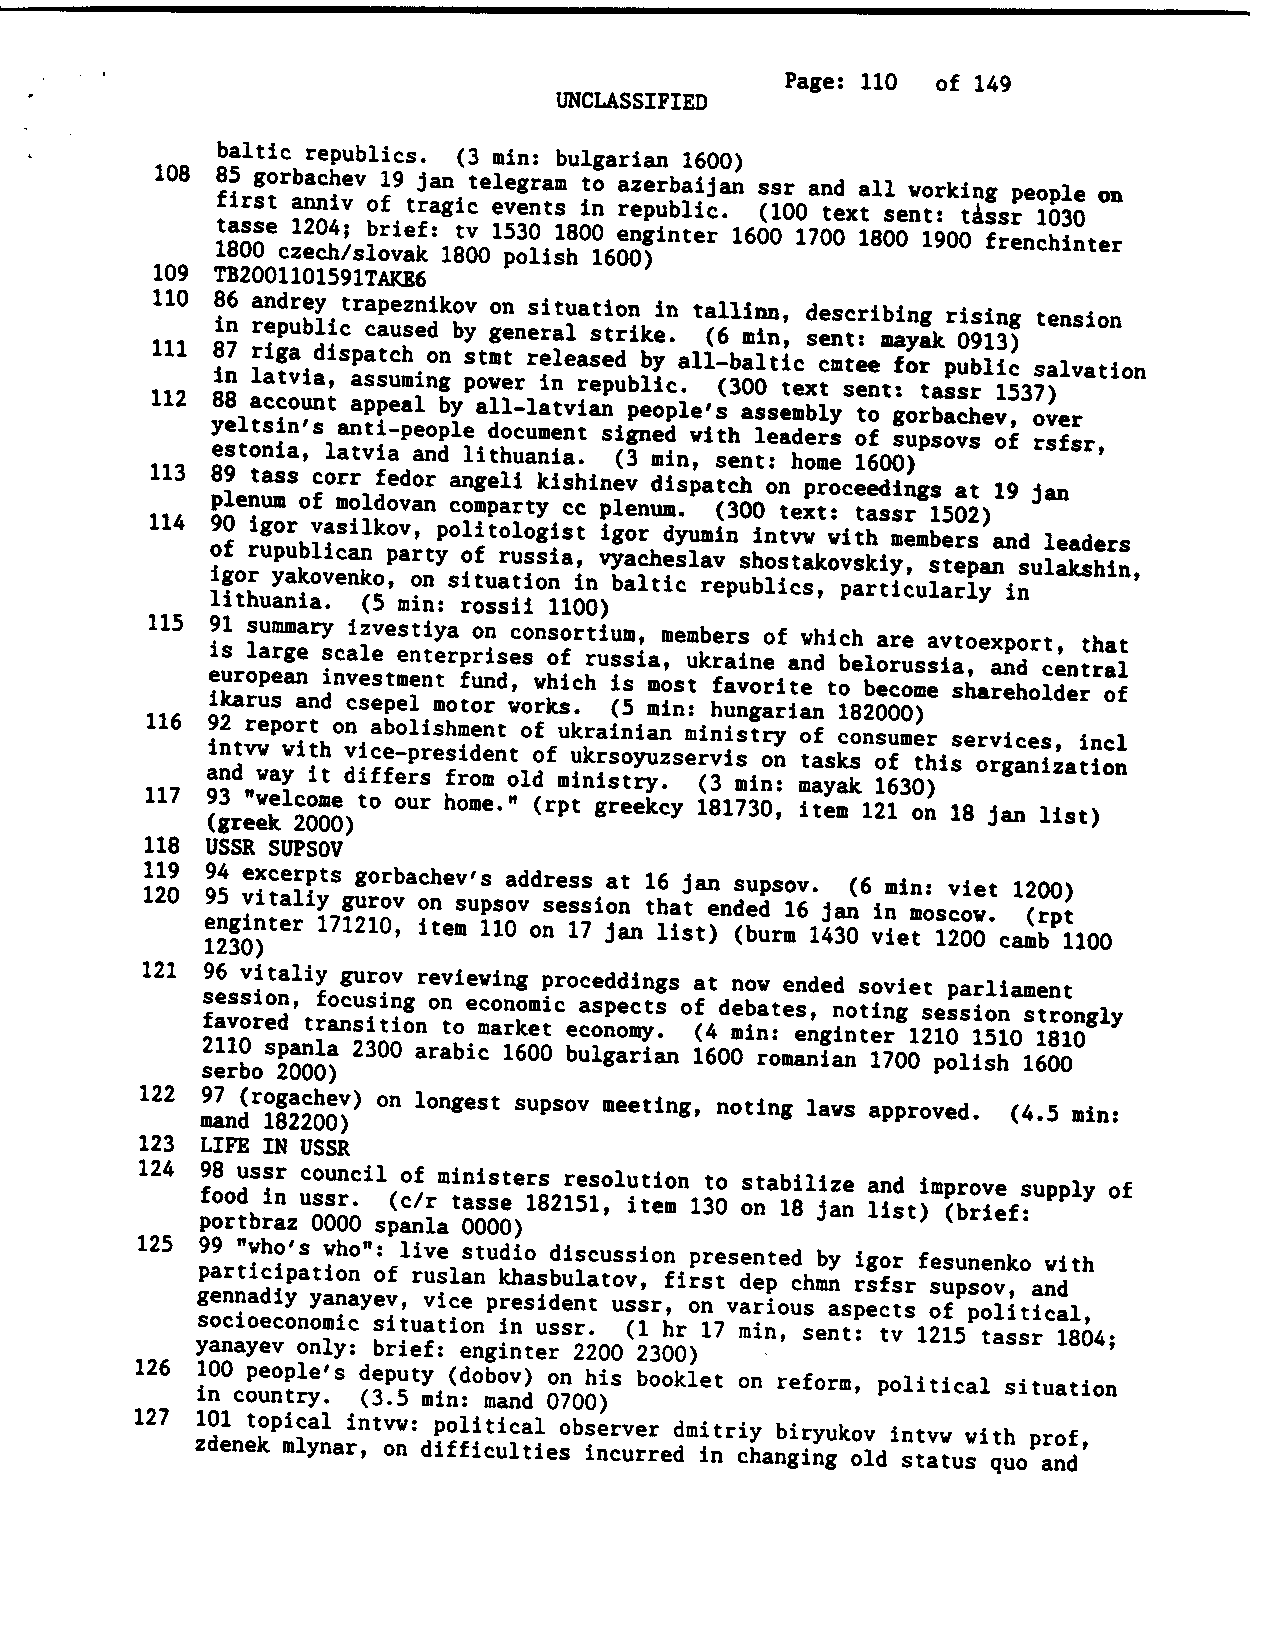 Page: 110 of 149
UNCLASSIFIED
baltic republics. (3 min: bulgarian 1600)
108 85 gorbachev 19 jan telegram to azerbaijan ssr and all working people on
first anniv of tragic events in republic. (100 text sent: tassr 1030
tasse 1204; brief: tv 1530 1800 enginter 1600 1700 1800 1900 frenchinter
1800 czech/slovak 1800 polish 1600)
109 TB2001101591TAKE6
110 86 andrey trapeznikov on situation in tallinn, describing rising tension
in republic caused by general strike. (6 min, sent: mayak 0913)
111 87 riga dispatch on stmt released by all-baltic cmtee for public salvation
in latvia, assuming power in republic. (300 text sent: tassr 1537)
112 88 account appeal by all-latvian people's assembly to gorbachev, over
yeltsin's anti-people document signed with leaders of supsovs of rsfsr,
estonia, latvia and lithuania. (3 min, sent: home 1600)
113 89 tass corr fedor angeli kishinev dispatch on proceedings at 19 jan
plenum of moldovan comparty cc plenum. (300 text: tassr 1502)
114 90 igor vasilkov, politologist igor dyumin intvw with members and leaders
of rupublican party of russia, vyacheslav shostakovskiy, stepan sulakshin,
igor yakovenko, on situation in baltic republics, particularly in
lithuania. (5 min: rossii 1100)
115 91 summary izvestiya on consortium, members of which are avtoexport, that
is large scale enterprises of russia, ukraine and belorussia, and central
european investment fund, which is most favorite to become shareholder of
ikarus and csepel motor works. (5 min: hungarian 182000)
116 92 report on abolishment of ukrainian ministry of consumer services, incl
intvw with vice-president of ukrsoyuzservis on tasks of this organization
and way it differs from old ministry. (3 min: mayak 1630)
117 93 "welcome to our home." (rpt greekcy 181730, item 121 on 18 jan list)
(greek 2000)
118 USSR SUPSOV
119 94 excerpts gorbachev's address at 16 jan supsov. (6 min: viet 1200)
120 95 vitaliy gurov on supsov session that ended 16 jan in moscow. (rpt
enginter 171210, item 110 on 17 jan list) (burm 1430 viet 1200 camb 1100
1230)
121 96 vitaliy gurov reviewing proceddings at now ended soviet parliament
session, focusing on economic aspects of debates, noting session strongly
favored transition to market economy. (4 min: enginter 1210 1510 1810
2110 spanla 2300 arabic 1600 bulgarian 1600 romanian 1700 polish 1600
serbo 2000)
122 97 (rogachev) on longest supsov meeting, noting laws approved. (4.5 min:
mand 182200)
123 LIFE IN USSR
124 98 ussr council of ministers resolution to stabilize and improve supply of
food in ussr. (c/r tasse 182151, item 130 on 18 jan list) (brief:
portbraz 0000 spanla 0000)
125 99 "who's who": live studio discussion presented by igor fesunenko with
participation of ruslan khasbulatov, first dep chmn rsfsr supsov, and
gennadiy yanayev, vice president ussr, on various aspects of political,
socioeconomic situation in ussr. (1 hr 17 min, sent: tv 1215 tassr 1804;
yanayev only: brief: enginter 2200 2300)
126 100 people's deputy (dobov) on his booklet on reform, political situation
in country. (3.5 min: mand 0700)
127 101 topical intvw: political observer dmitriy biryukov intvw with prof,
zdenek mlynar, on difficulties incurred in changing old status quo and